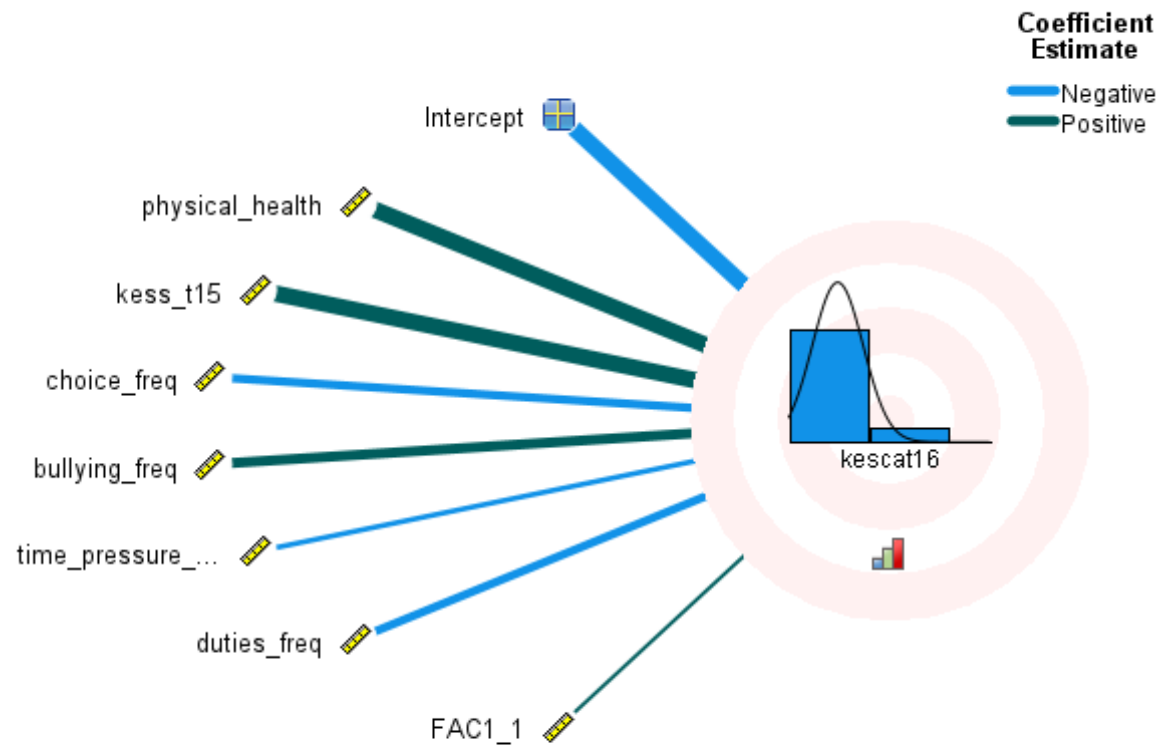 Coefficient
Estimate
Negative
Positive
Intercept
physical_health
kess_t15
choice_freq
bullying_freq
time_pressure_...
duties_freq
FAC1_1
kescat16